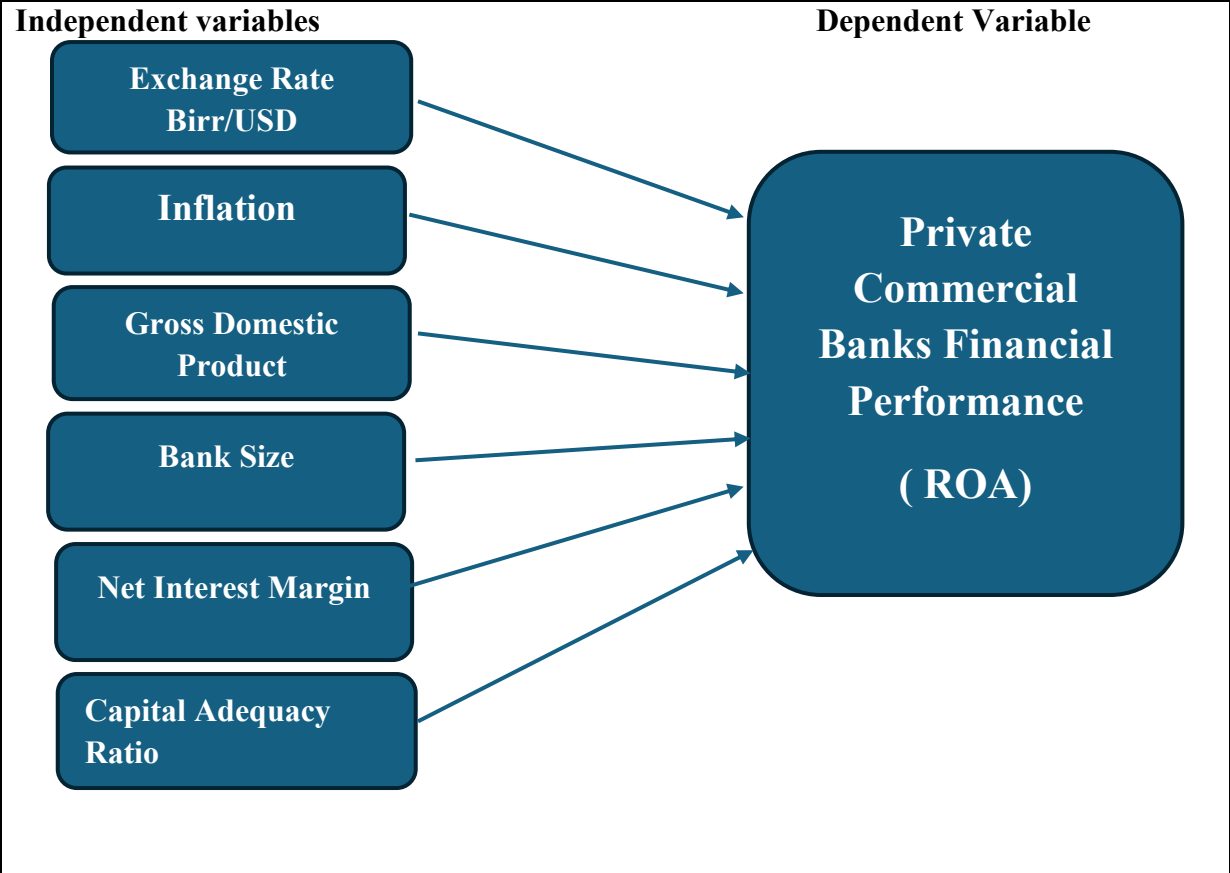 Independent variables
Dependent Variable
Exchange Rate
Birr/USD
Inflation
Gross Domestic
Product
Bank Size
Net Interest Margin
Capital Adequacy
Ratio
Private
Commercial
Banks Financial
Performance
( ROA)